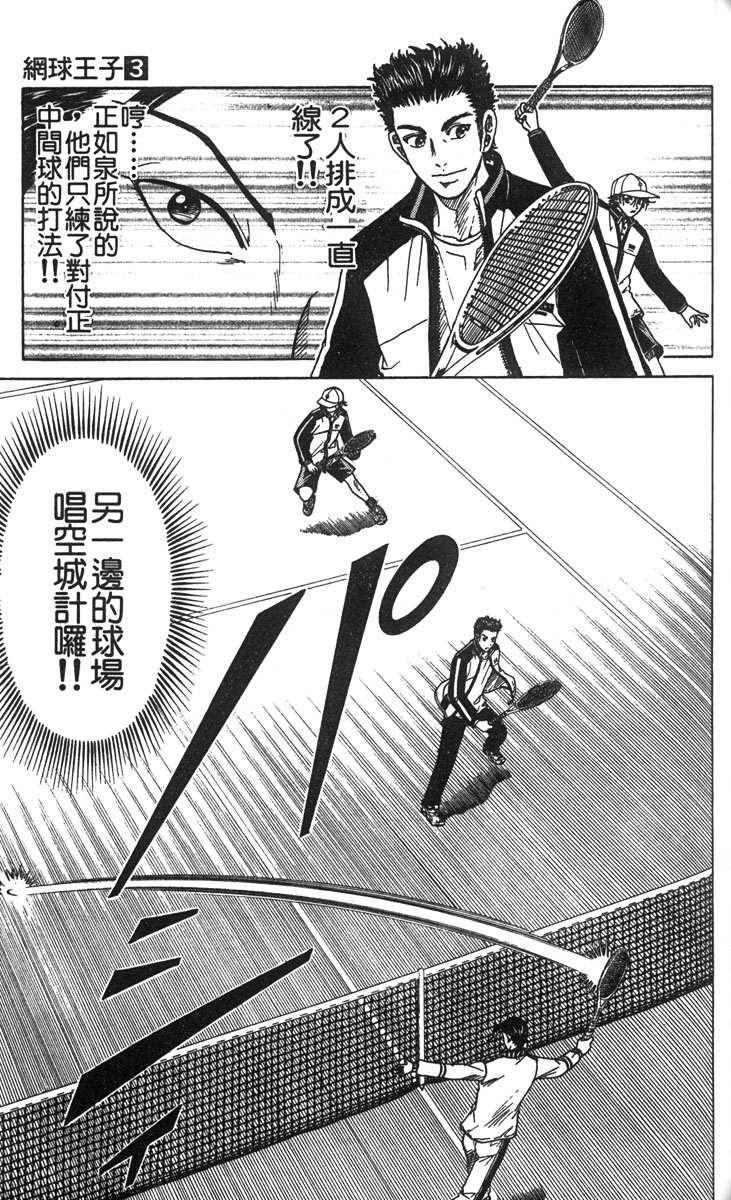 網球王子3
2人排成一直
線了!!
哼……
正如泉所說的
，他們只練了對付正
中間球的打法!!
另一邊的球場
唱空城計囉!!
パシィ